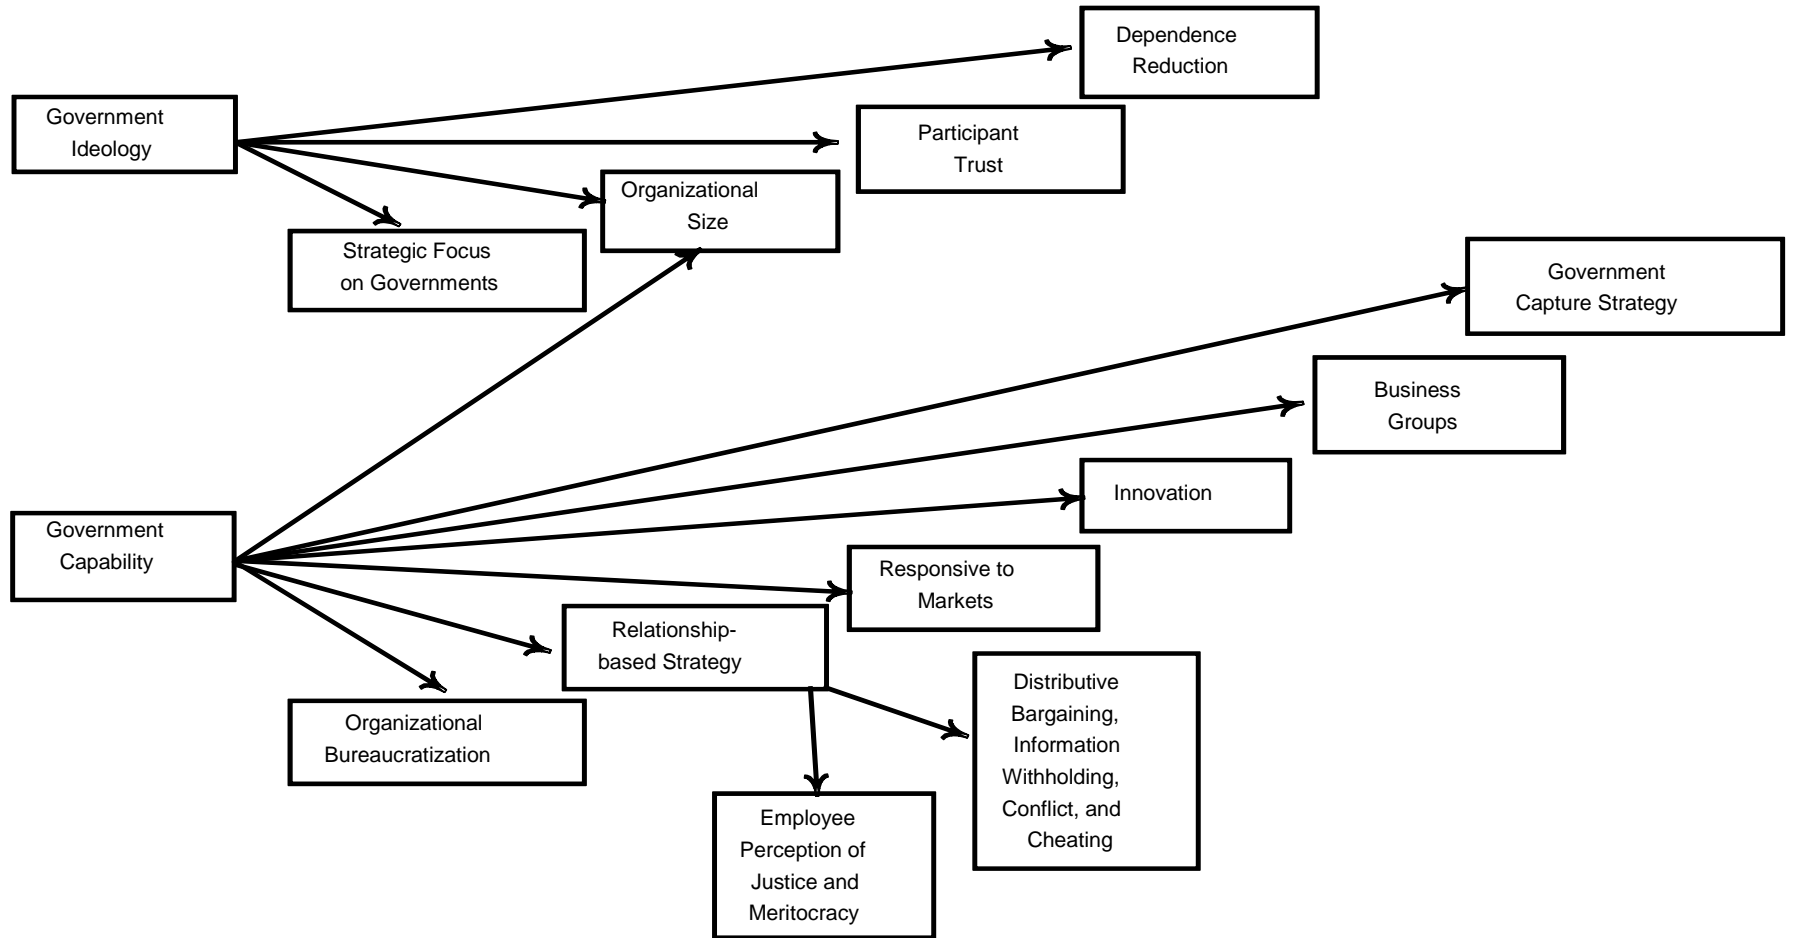 Dependence
Reduction
Government
Ideology
Participant
Trust
Organizational
Size
Strategic Focus
on Governments
Government
Capture Strategy
Business
Groups
Innovation
Government
Capability
Responsive to
Markets
Relationship-
based Strategy
Distributive
Bargaining,
Information
Withholding,
Conflict, and
Cheating
Organizational
Bureaucratization
Employee
Perception of
Justice and
Meritocracy